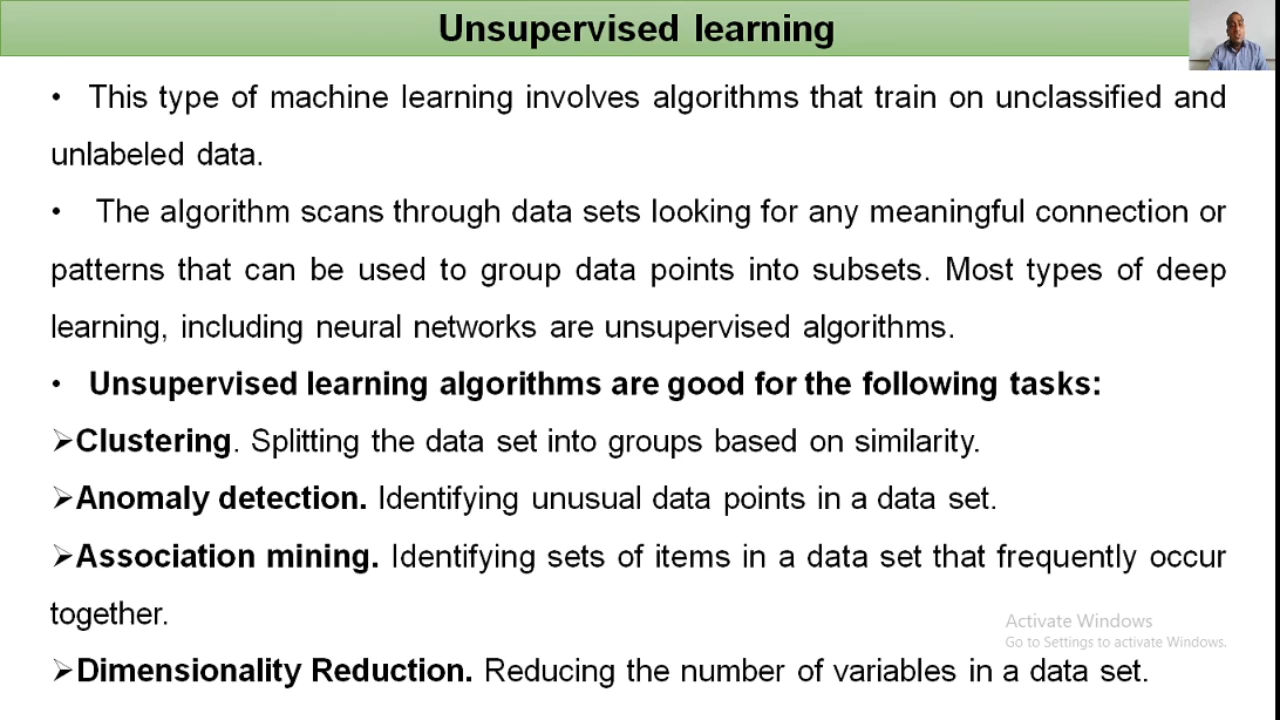 Unsupervised learning
• This type of machine learning involves algorithms that train on unclassified and
unlabeled data.
• The algorithm scans through data sets looking for any meaningful connection or
patterns that can be used to group data points into subsets. Most types of deep
learning, including neural networks are unsupervised algorithms.
• Unsupervised learning algorithms are good for the following tasks:
➢Clustering. Splitting the data set into groups based on similarity.
➢Anomaly detection. Identifying unusual data points in a data set.
➢Association mining. Identifying sets of items in a data set that frequently occur
together.
Activate Windows
Go to Settings to activate Windows.
➢Dimensionality Reduction. Reducing the number of variables in a data set.